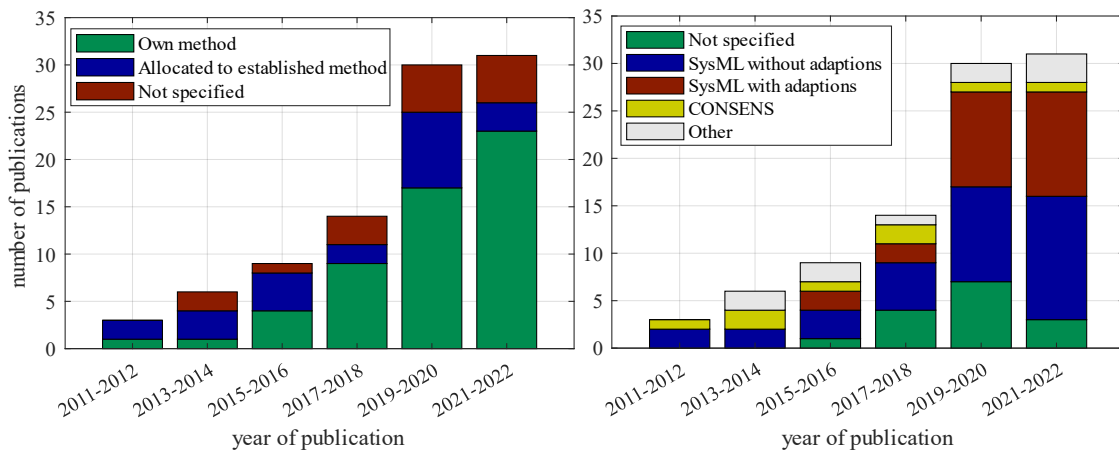 35
30
25
20
15
10
5
0
number of publications
Own method
Allocated to established method
Not specified
2011-2012
2013-2014
2015-2016
2017-2018
2019-2020
2021-2022
year of publication
35
30
25
20
15
10
5
0
Not specified
SysML without adaptions
SysML with adaptions
CONSENS
Other
2011-2012
2013-2014
2015-2016
2017-2018
2019-2020
2021-2022
year of publication